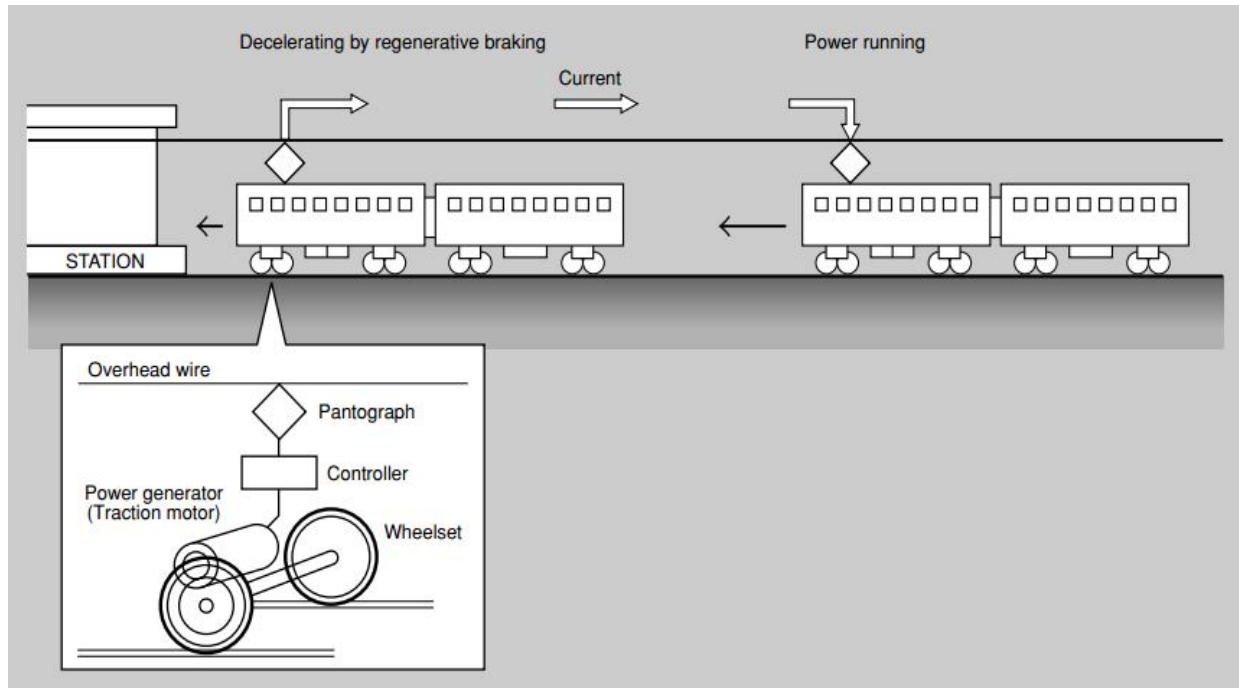 Decelerating by regenerative braking
Power running
Current
STATION
Overhead wire
Pantograph
Controller
Power generator
(Traction motor)
Wheelset